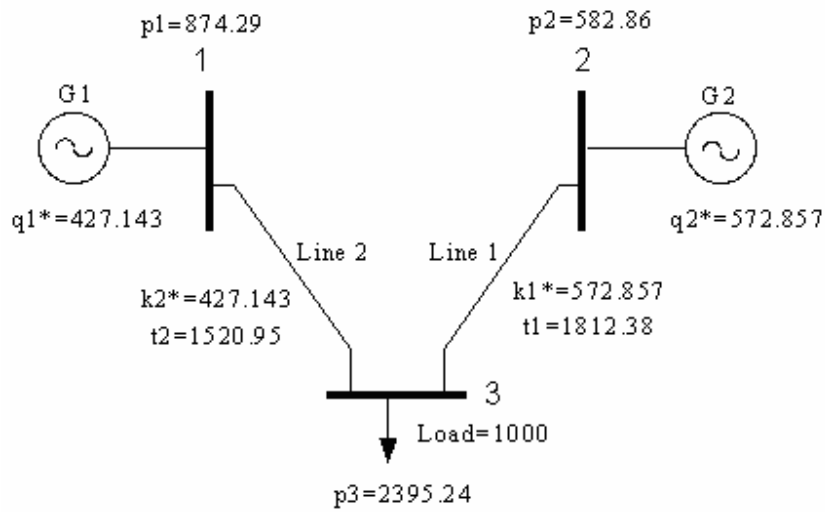 p1=874.29
p2=582.86
1
2
G1
G2
q1*=427.143
q2*=572.857
Line 2
Line 1
k2*=427.143
t2=1520.95
k1*=572.857
t1=1812.38
3
Load=1000
p3=2395.24